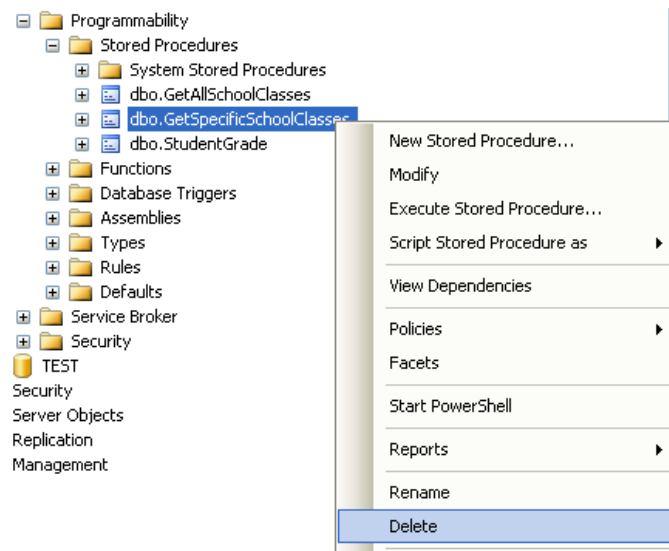 Programmability
Stored Procedures
System Stored Procedures
dbo.GetAllSchoolClasses
dbo.GetSpecificSchoolClasses
dbo.StudentGrade
Functions
Database Triggers
Assemblies
Types
Rules
Defaults
Service Broker
Security
TEST
Security
Server Objects
Replication
Management
New Stored Procedure...
Modify
Execute Stored Procedure...
Script Stored Procedure as
View Dependencies
Policies
Facets
Start PowerShell
Reports
Rename
Delete